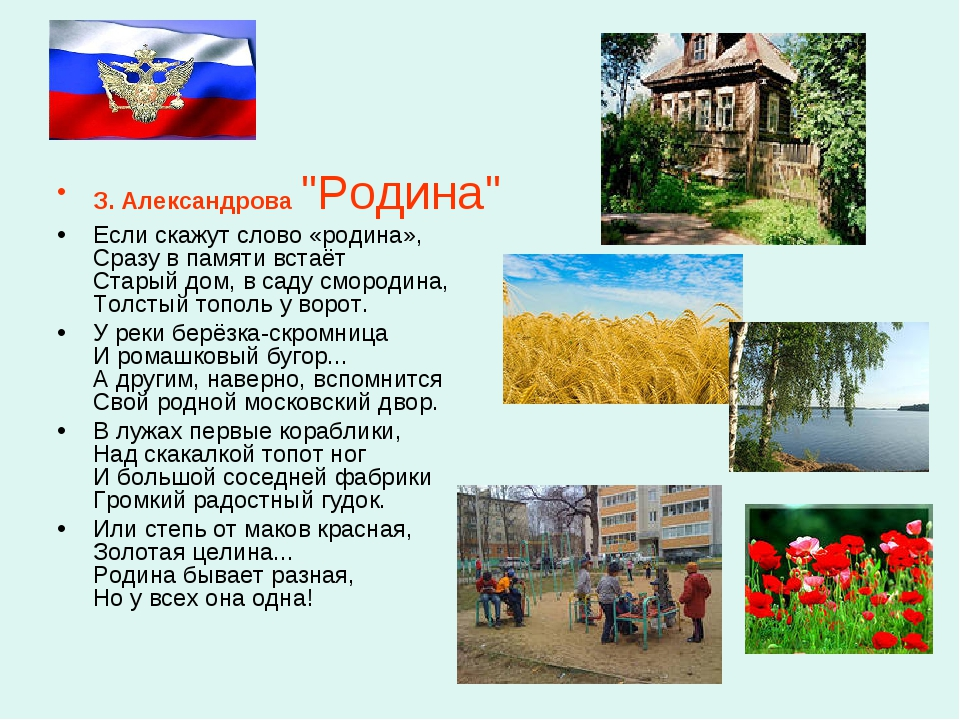 • З. Александрова "Родина"
• Если скажут слово «родина»,
Сразу в памяти встаёт
Старый дом, в саду смородина,
Толстый тополь у ворот.
• У реки берёзка-скромница
И ромашковый бугор...
А другим, наверно, вспомнится
Свой родной московский двор.
• В лужах первые кораблики,
Над скакалкой топот ног
И большой соседней фабрики
Громкий радостный гудок.
• Или степь от маков красная,
Золотая целина...
Родина бывает разная,
Но у всех она одна!